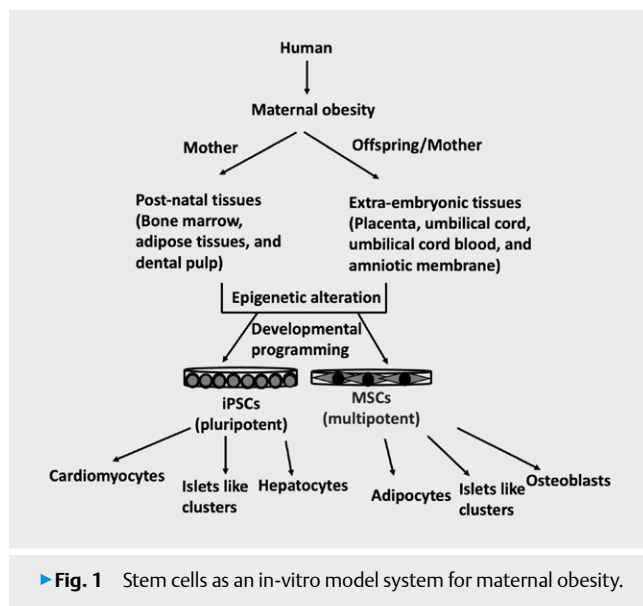 Human
Maternal obesity
Mother
Offspring/Mother
Post-natal tissues
(Bone marrow,
adipose tissues, and
dental pulp)
Extra-embryonic tissues
(Placenta, umbilical cord,
umbilical cord blood, and
amniotic membrane)
Epigenetic alteration
Developmental
programming
iPSCs
(pluripotent)
MSCs
(multipotent)
Cardiomyocytes
Islets like
clusters
Hepatocytes
Adipocytes
Islets like
clusters
Osteoblasts
▶Fig. 1 Stem cells as an in-vitro model system for maternal obesity.